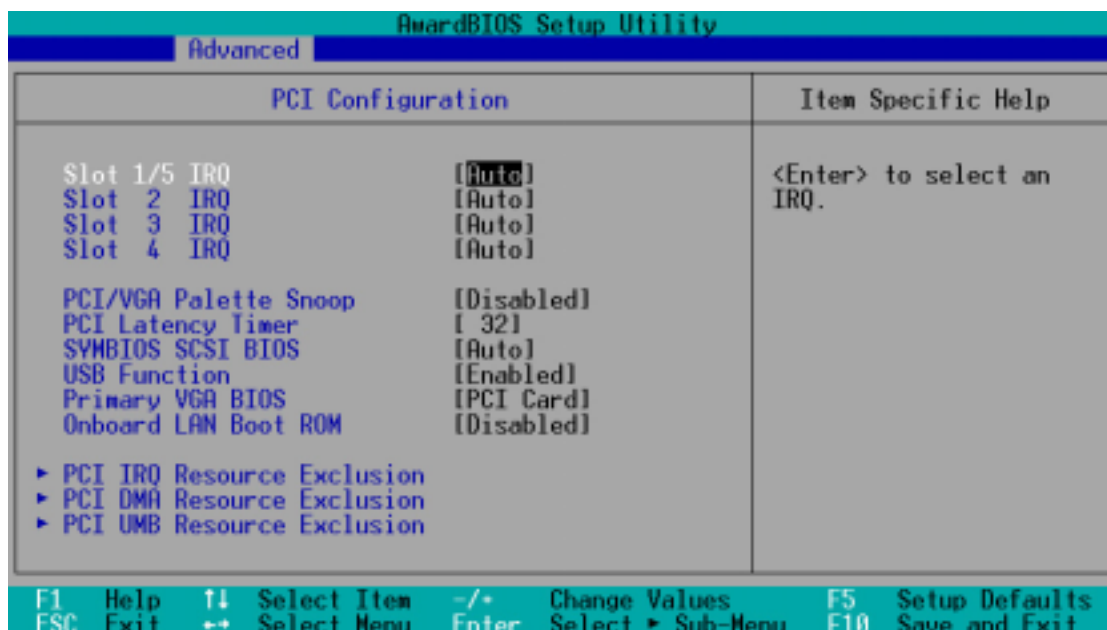 AwardBIOS Setup Utility
Advanced
PCI Configuration
Item Specific Help
Slot 1/5 IRQ [Auto]
Slot 2 IRQ [Auto]
Slot 3 IRQ [Auto]
Slot 4 IRQ [Auto]
PCI/VGA Palette Snoop [Disabled]
PCI Latency Timer [ 32]
SYMBIOS SCSI BIOS [Auto]
USB Function [Enabled]
Primary VGA BIOS [PCI Card]
Onboard LAN Boot ROM [Disabled]
► PCI IRQ Resource Exclusion
► PCI DMA Resource Exclusion
► PCI UMB Resource Exclusion
<Enter> to select an
IRQ.
F1 Help ↑↓ Select Item -/+ Change Values F5 Setup Defaults
ESC Exit ←→ Select Menu Enter Select ► Sub-Menu F10 Save and Exit